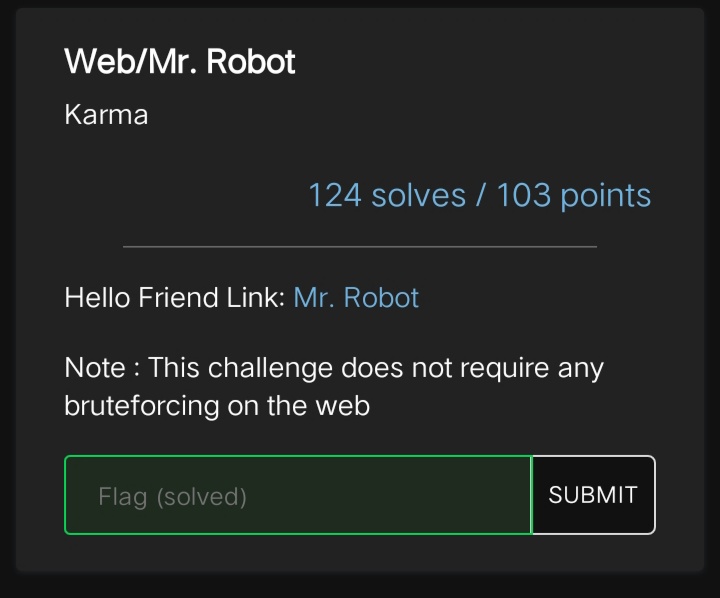 Web/Mr. Robot
Karma
124 solves / 103 points
Hello Friend Link: Mr. Robot
Note : This challenge does not require any
bruteforcing on the web
Flag (solved)
SUBMIT